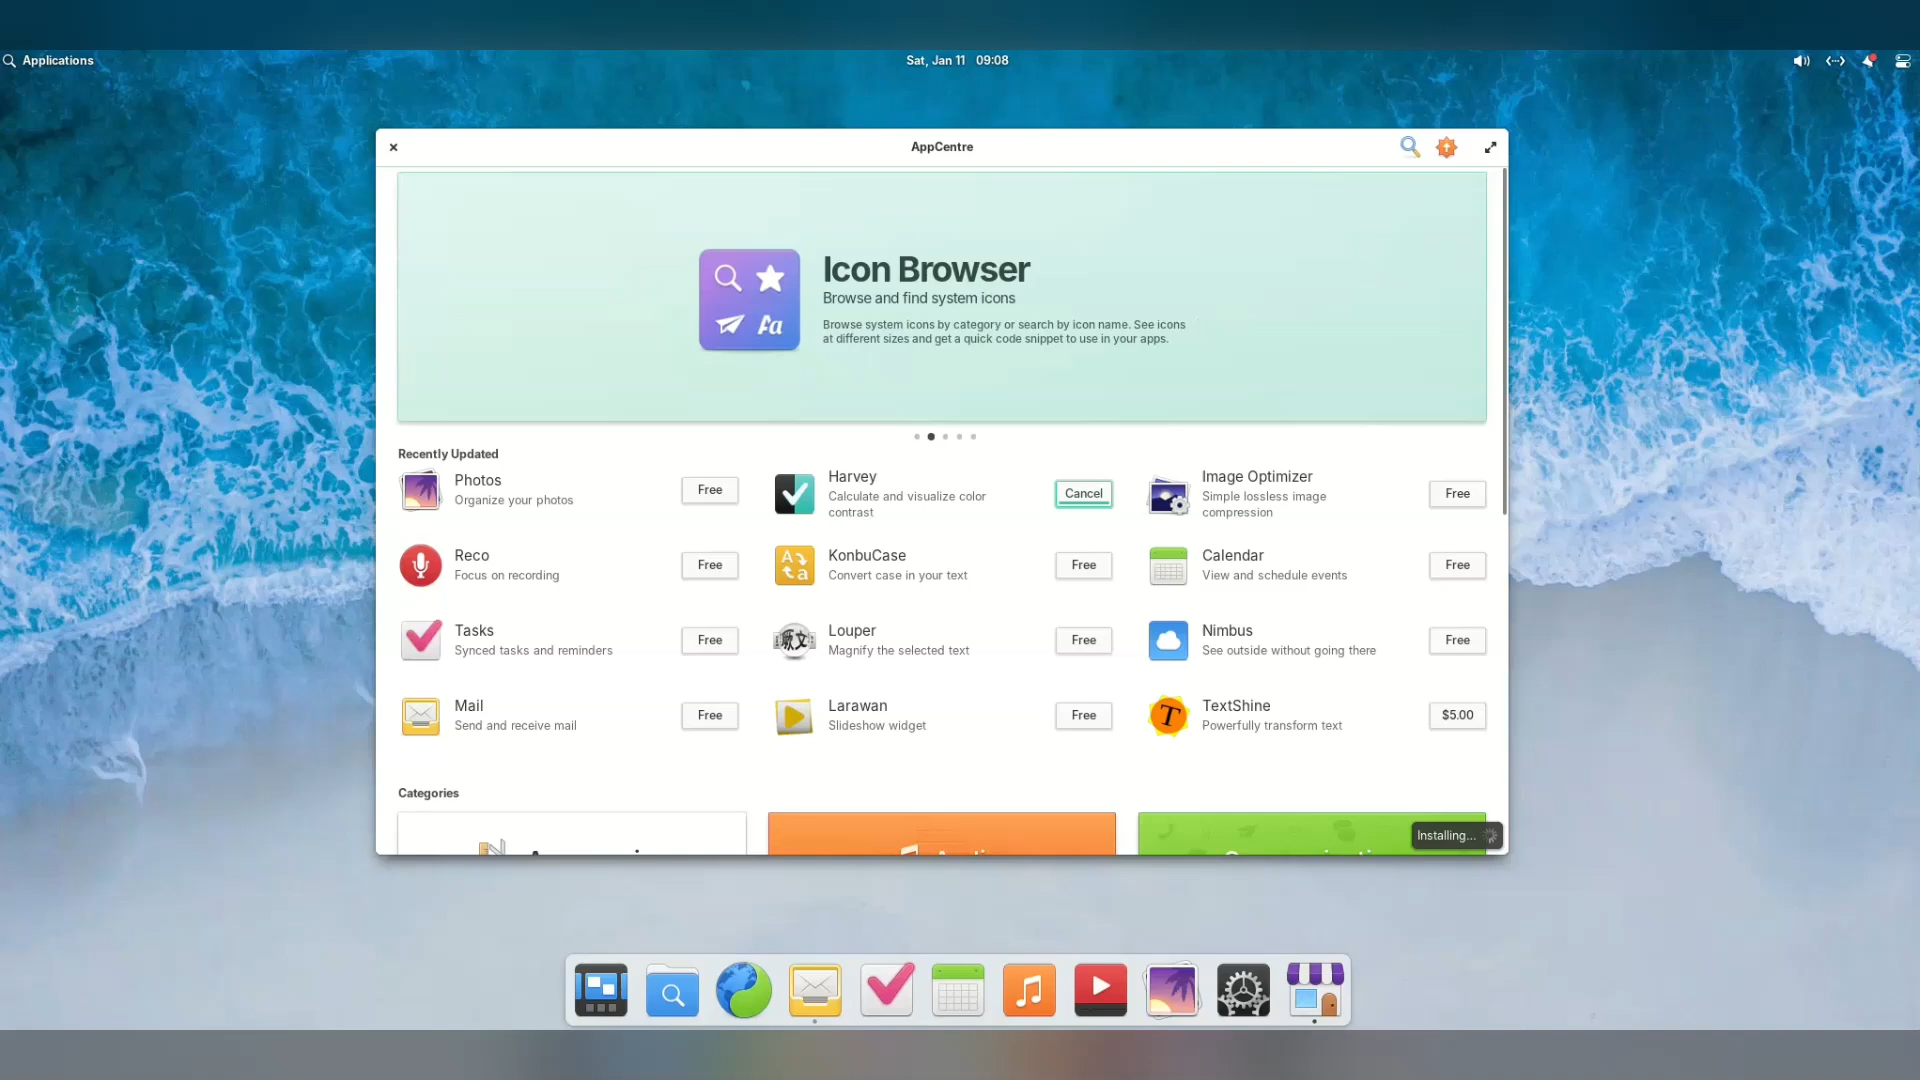 Applications
Sat, Jan 11 09:08
AppCentre
Icon Browser
Browse and find system icons
Browse system icons by category or search by icon name. See icons
at different sizes and get a quick code snippet to use in your apps.
Recently Updated
Photos
Organize your photos
Free
Harvey
Calculate and visualize color
contrast
Cancel
Image Optimizer
Simple lossless image
compression
Free
Reco
Focus on recording
Free
KonbuCase
Convert case in your text
Free
Calendar
View and schedule events
Free
Tasks
Synced tasks and reminders
Free
Louper
Magnify the selected text
Free
Nimbus
See outside without going there
Free
Mail
Send and receive mail
Free
Larawan
Slideshow widget
Free
TextShine
Powerfully transform text
$5.00
Categories
Installing...